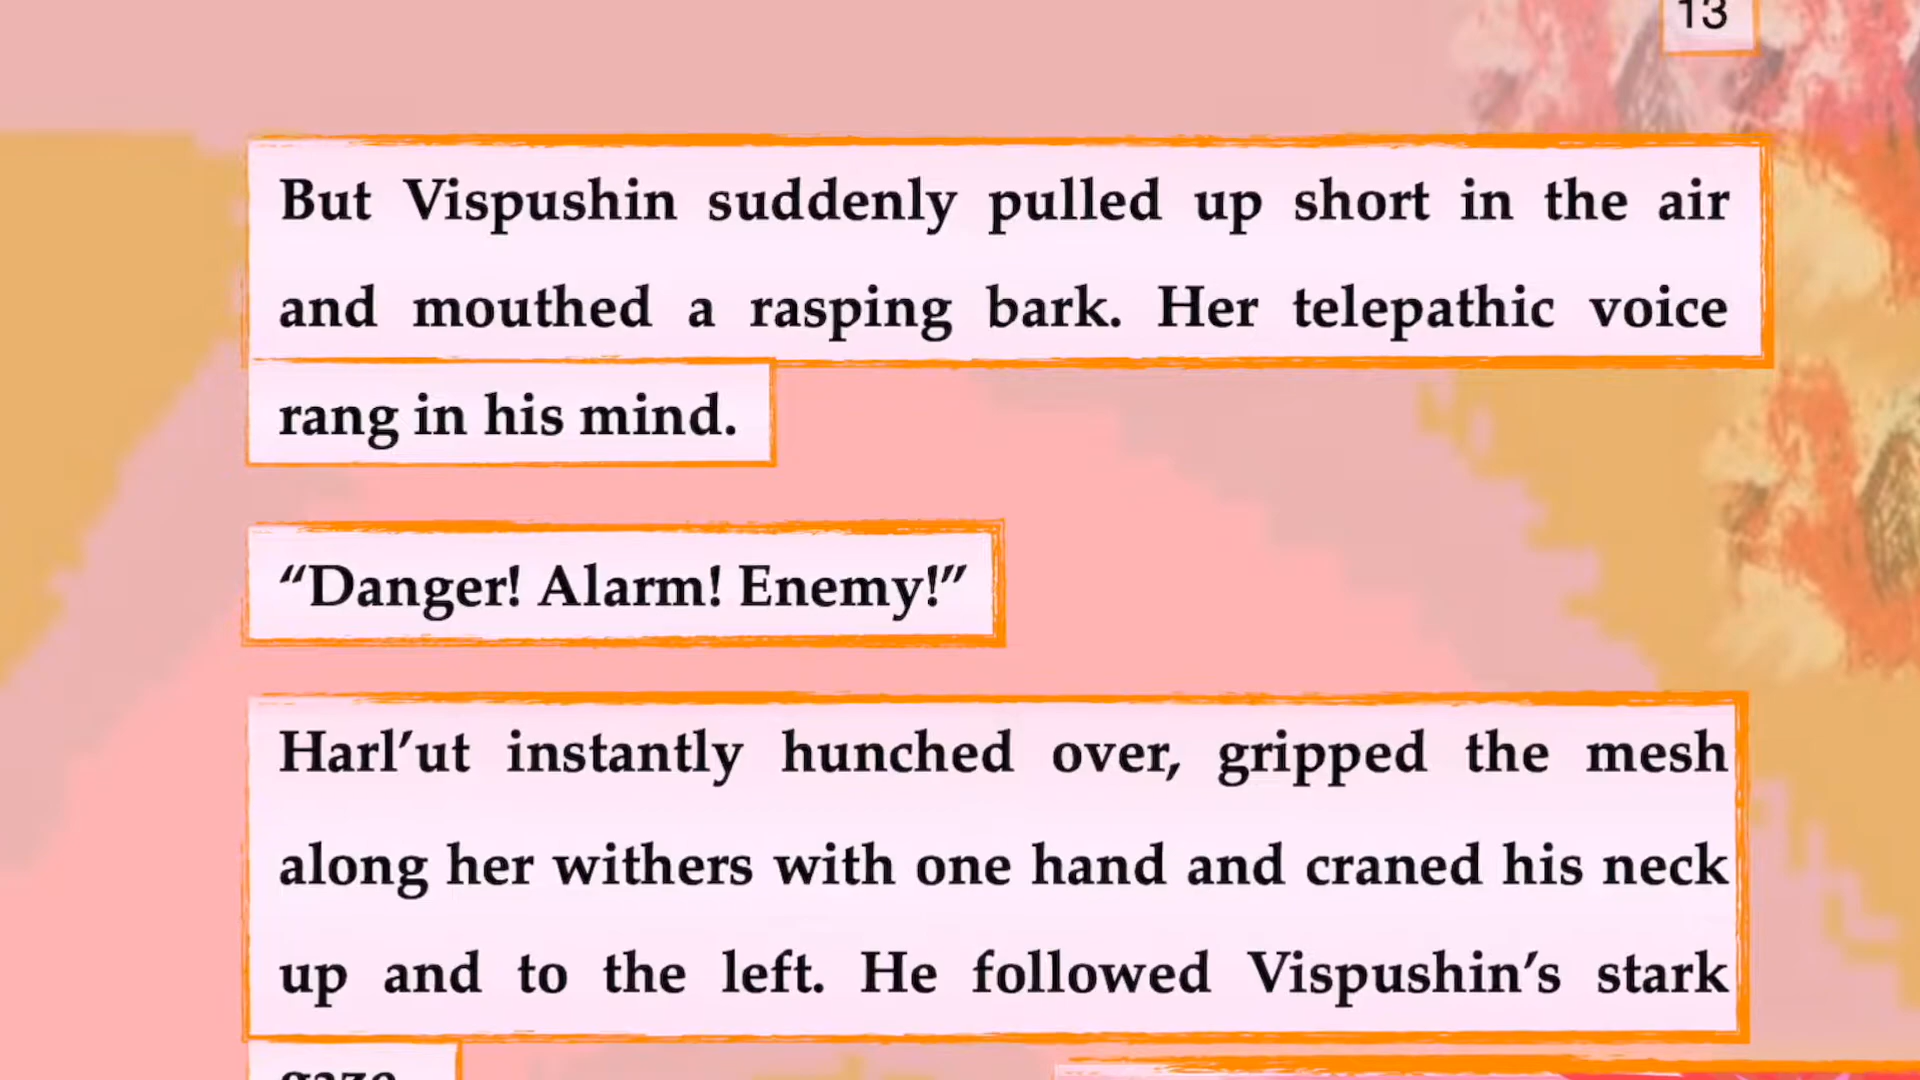 13
But Vispushin suddenly pulled up short in the air
and mouthed a rasping bark. Her telepathic voice
rang in his mind.
“Danger! Alarm! Enemy!”
Harl’ut instantly hunched over, gripped the mesh
along her withers with one hand and craned his neck
up and to the left. He followed Vispushin’s stark
gaze